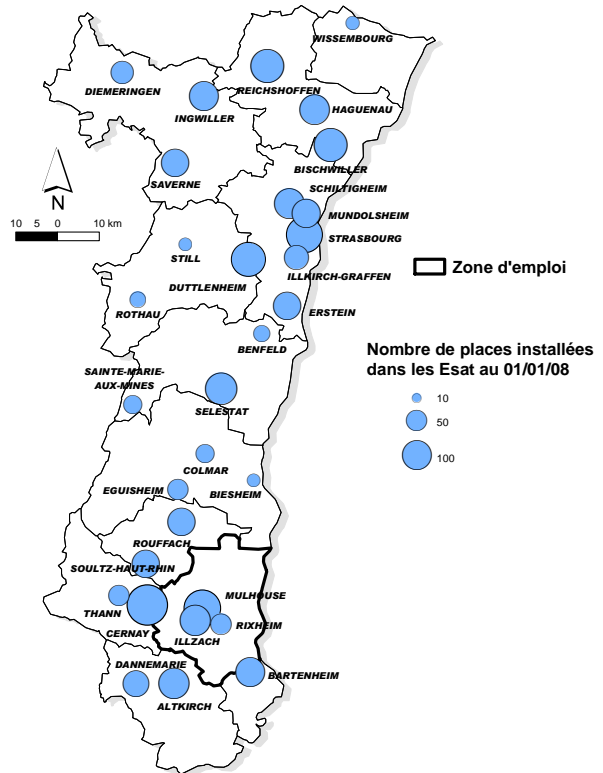 WISSEMBOURG
DIEMERINGEN
REICHSHOFFEN
INGWILLER
HAGUENAU
BISCHWILLER
SAVERNE
SCHILTIGHEIM
N
MUNDOLSHEIM
10 5 0 10 km
STRASBOURG
STILL
ILLKIRCH-GRAFFEN
Zone d'emploi
DUTTLENHEIM
ROTHAU
ERSTEIN
BENFELD
Nombre de places installées
dans les Esat au 01/01/08
SAINTE-MARIE-
AUX-MINES
10
SELESTAT
50
100
COLMAR
EGUISHEIM
BIESHEIM
ROUFFACH
SOULTZ-HAUT-RHIN
MULHOUSE
THANN
RIXHEIM
CERNAY
ILLZACH
DANNEMARIE
BARTENHEIM
ALTKIRCH